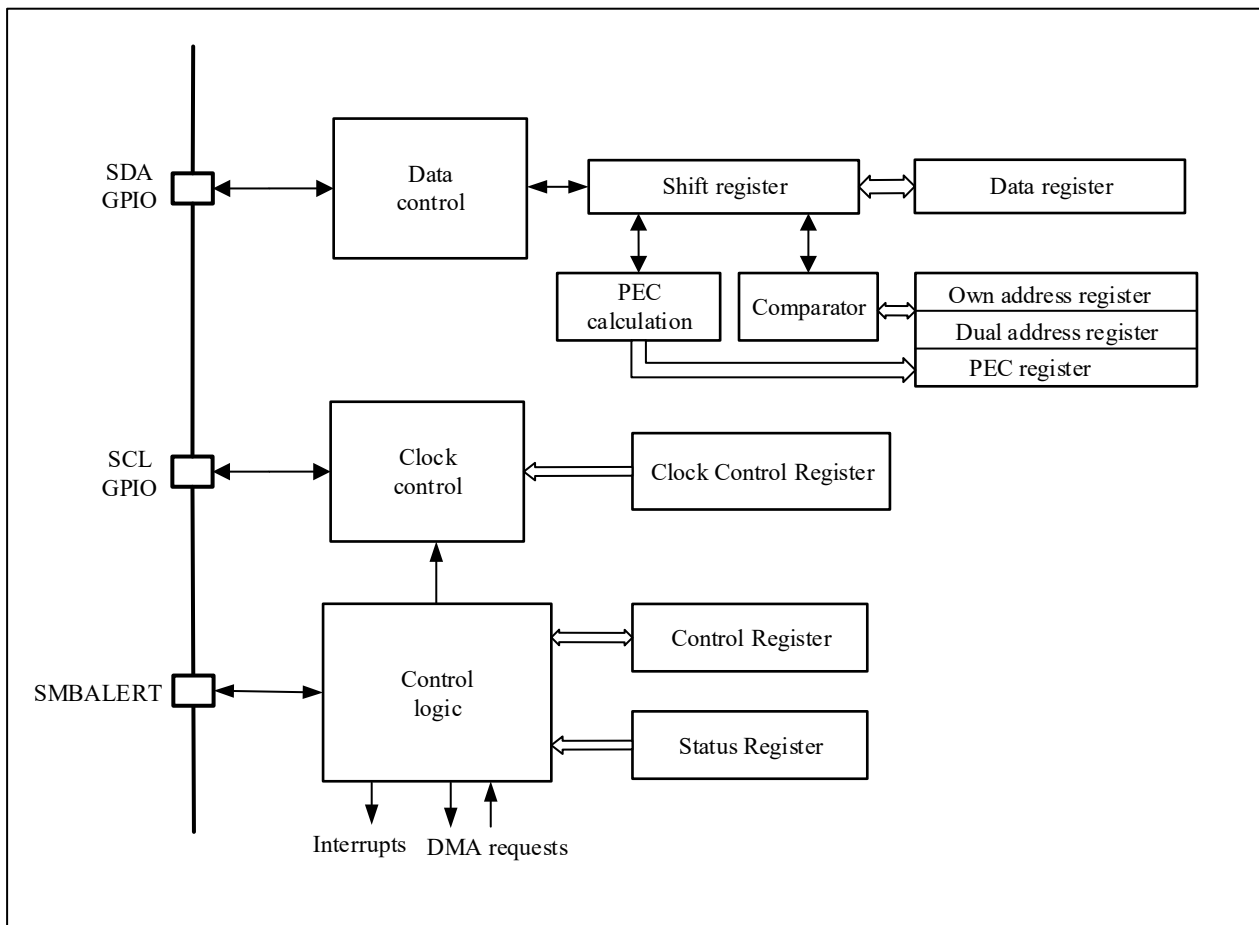 SDA
GPIO
Data
control
Shift register
Data register
PEC
calculation
Comparator
Own address register
Dual address register
PEC register
SCL
GPIO
Clock
control
Clock Control Register
SMBALERT
Control
logic
Control Register
Status Register
Interrupts
DMA requests